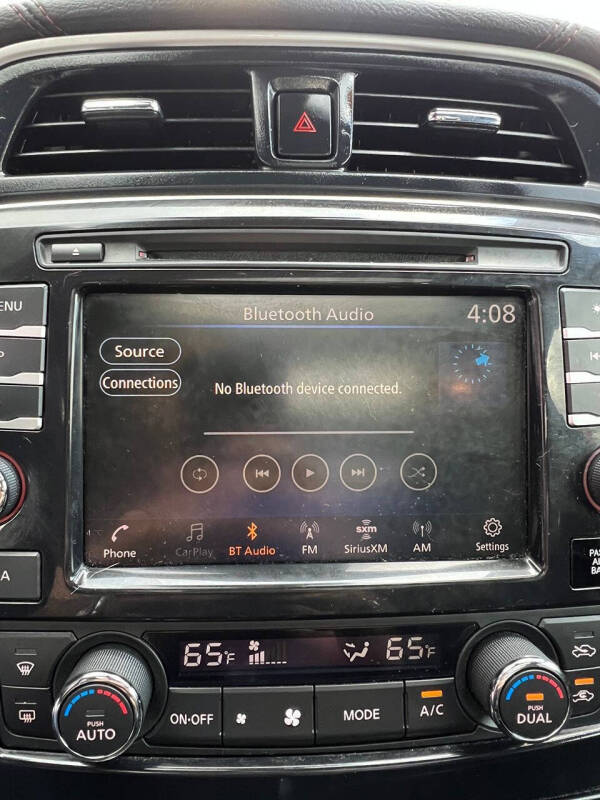 Bluetooth Audio 4:08
Source
Connections
No Bluetooth device connected.
Phone
CarPlay
BT Audio
FM
sxm
SiriusXM
AM
Settings
65°F
65°F
PUSH
AUTO
ON·OFF
MODE
A/C
PUSH
DUAL